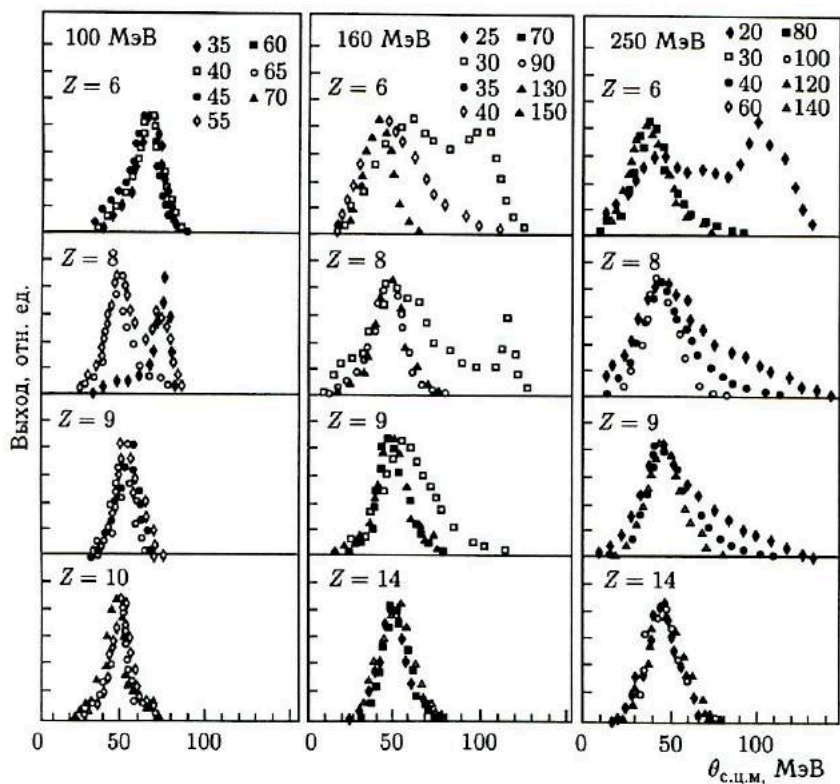 100 МэВ
35 60
40 65
45 70
55
Z = 6
160 МэВ
25 70
30 90
35 130
40 150
Z = 6
250 МэВ
20 80
30 100
40 120
60 140
Z = 6
Z = 8
Z = 8
Z = 8
Выход, отн. ед.
Z = 9
Z = 9
Z = 9
Z = 10
Z = 14
Z = 14
0 50 100 0 50 100 0 50 100
θс.ц.м, МэВ